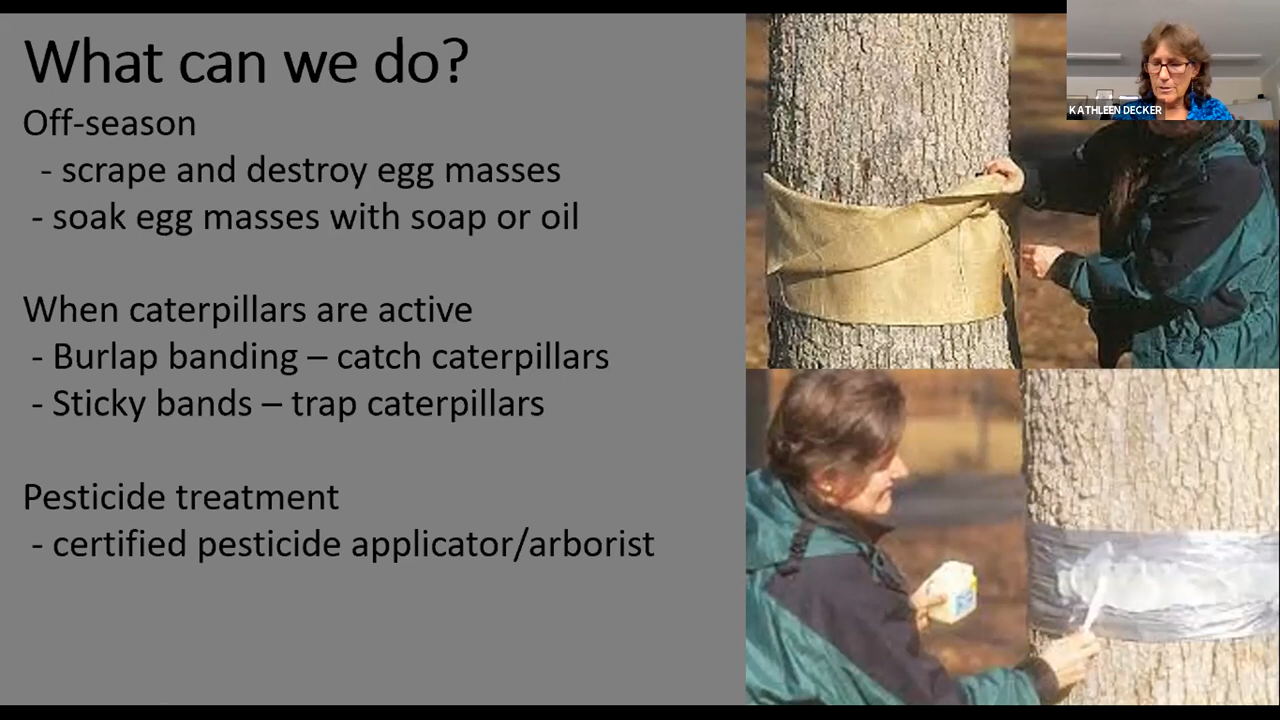 What can we do?
Off-season
- scrape and destroy egg masses
- soak egg masses with soap or oil
When caterpillars are active
- Burlap banding – catch caterpillars
- Sticky bands – trap caterpillars
Pesticide treatment
- certified pesticide applicator/arborist
KATHLEEN DECKER